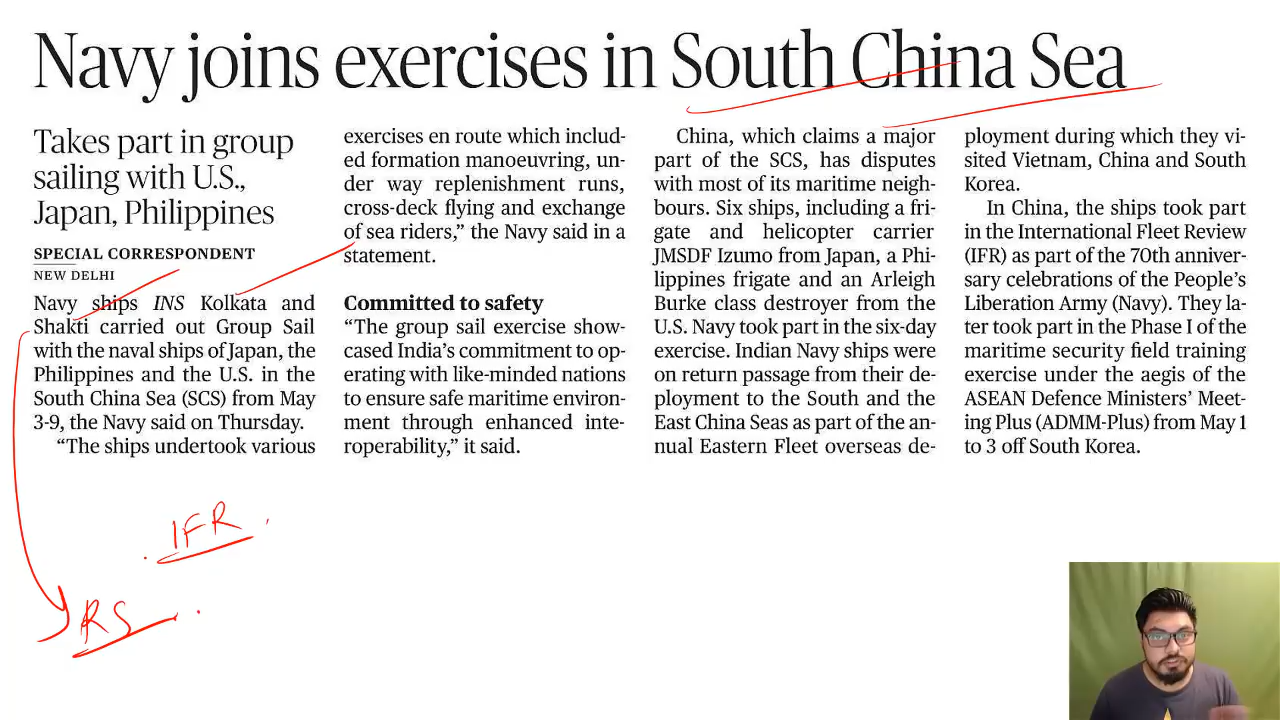 Navy joins exercises in South China Sea
Takes part in group
sailing with U.S.,
Japan, Philippines
SPECIAL CORRESPONDENT
NEW DELHI
Navy ships INS Kolkata and
Shakti carried out Group Sail
with the naval ships of Japan, the
Philippines and the U.S. in the
South China Sea (SCS) from May
3-9, the Navy said on Thursday.
“The ships undertook various
exercises en route which includ-
ed formation manoeuvring, un-
der way replenishment runs,
cross-deck flying and exchange
of sea riders,” the Navy said in a
statement.
Committed to safety
“The group sail exercise show-
cased India’s commitment to op-
erating with like-minded nations
to ensure safe maritime environ-
ment through enhanced inte-
roperability,” it said.
China, which claims a major
part of the SCS, has disputes
with most of its maritime neigh-
bours. Six ships, including a fri-
gate and helicopter carrier
JMSDF Izumo from Japan, a Phi-
lippines frigate and an Arleigh
Burke class destroyer from the
U.S. Navy took part in the six-day
exercise. Indian Navy ships were
on return passage from their de-
ployment to the South and the
East China Seas as part of the an-
nual Eastern Fleet overseas de-
ployment during which they vi-
sited Vietnam, China and South
Korea.
In China, the ships took part
in the International Fleet Review
(IFR) as part of the 70th anniver-
sary celebrations of the People’s
Liberation Army (Navy). They la-
ter took part in the Phase I of the
maritime security field training
exercise under the aegis of the
ASEAN Defence Ministers’ Meet-
ing Plus (ADMM-Plus) from May 1
to 3 off South Korea.
IFR
RS